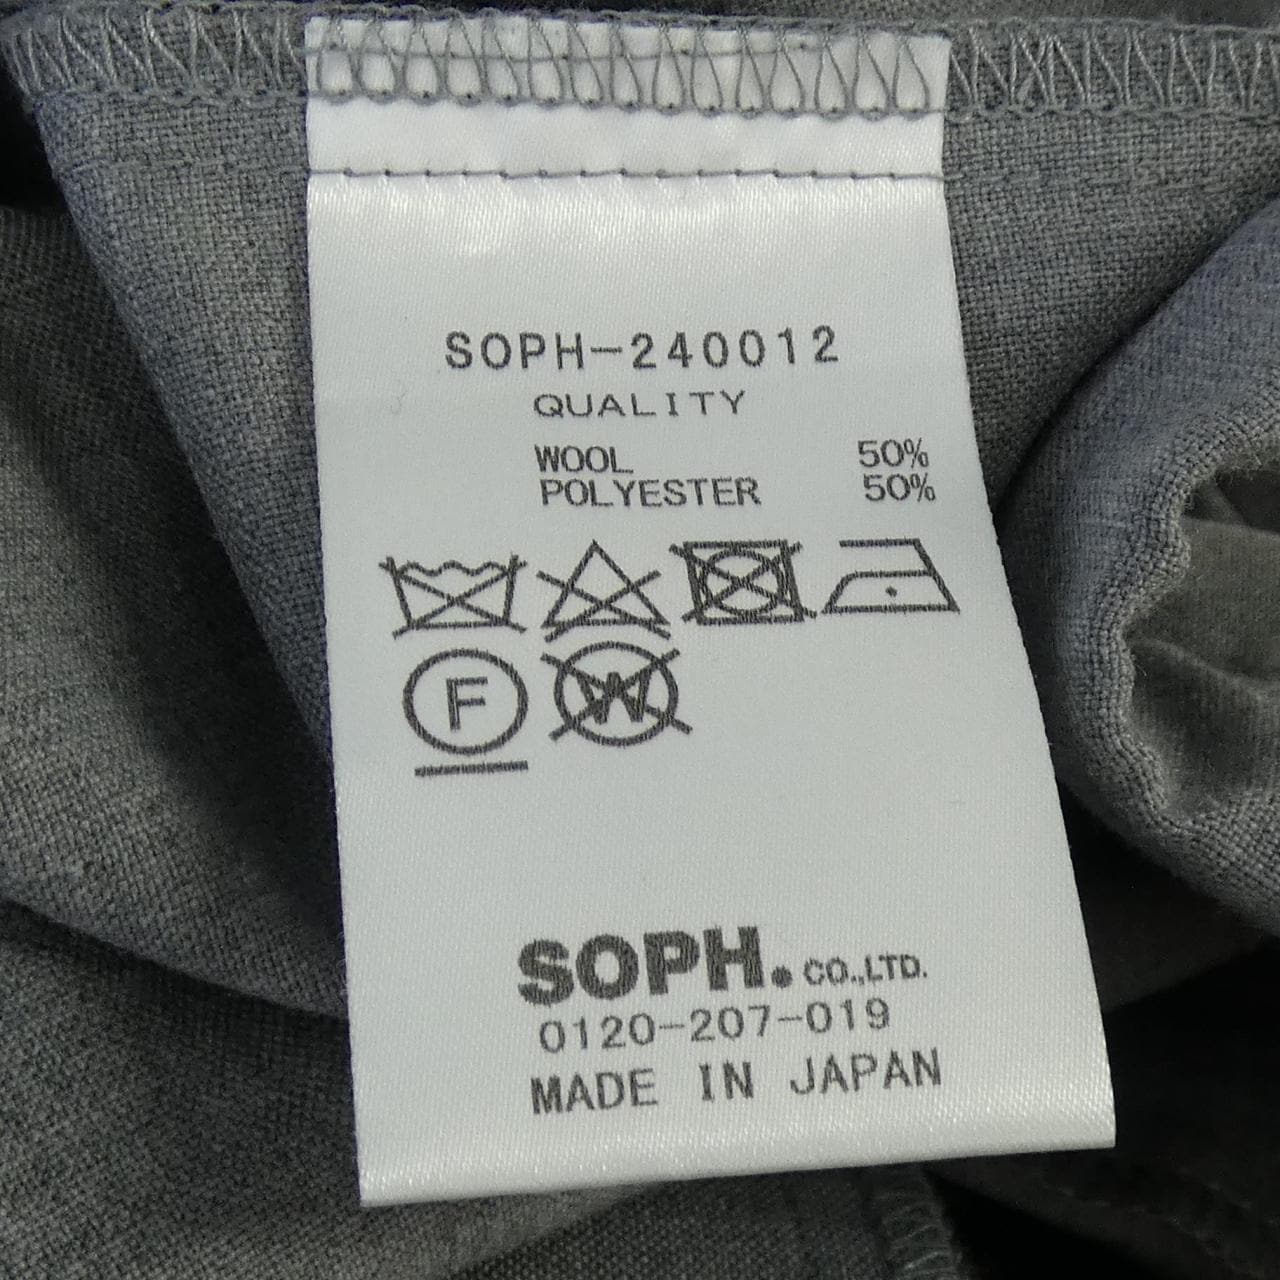 SOPH-240012
QUALITY
WOOL 50%
POLYESTER 50%
F W
SOPH. CO.,LTD.
0120-207-019
MADE IN JAPAN